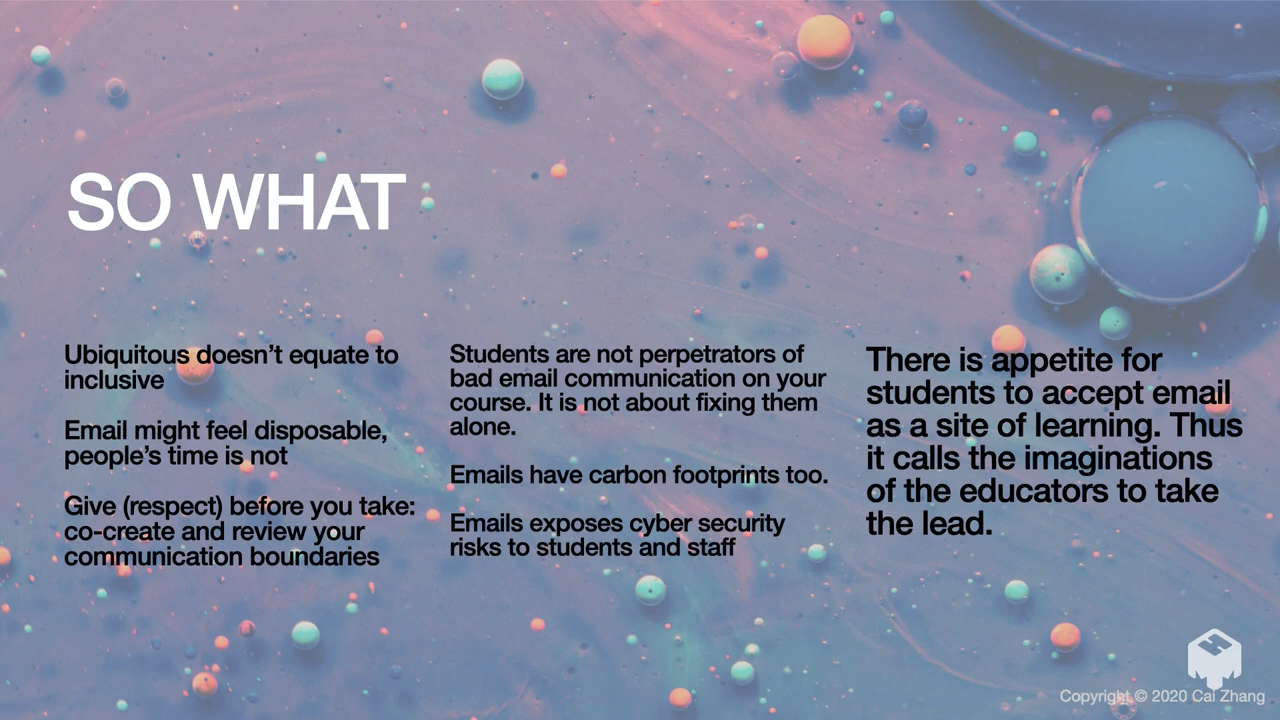 SO WHAT
Ubiquitous doesn’t equate to
inclusive
Email might feel disposable,
people’s time is not
Give (respect) before you take:
co-create and review your
communication boundaries
Students are not perpetrators of
bad email communication on your
course. It is not about fixing them
alone.
Emails have carbon footprints too.
Emails exposes cyber security
risks to students and staff
There is appetite for
students to accept email
as a site of learning. Thus
it calls the imaginations
of the educators to take
the lead.
Copyright © 2020 Cai Zhang